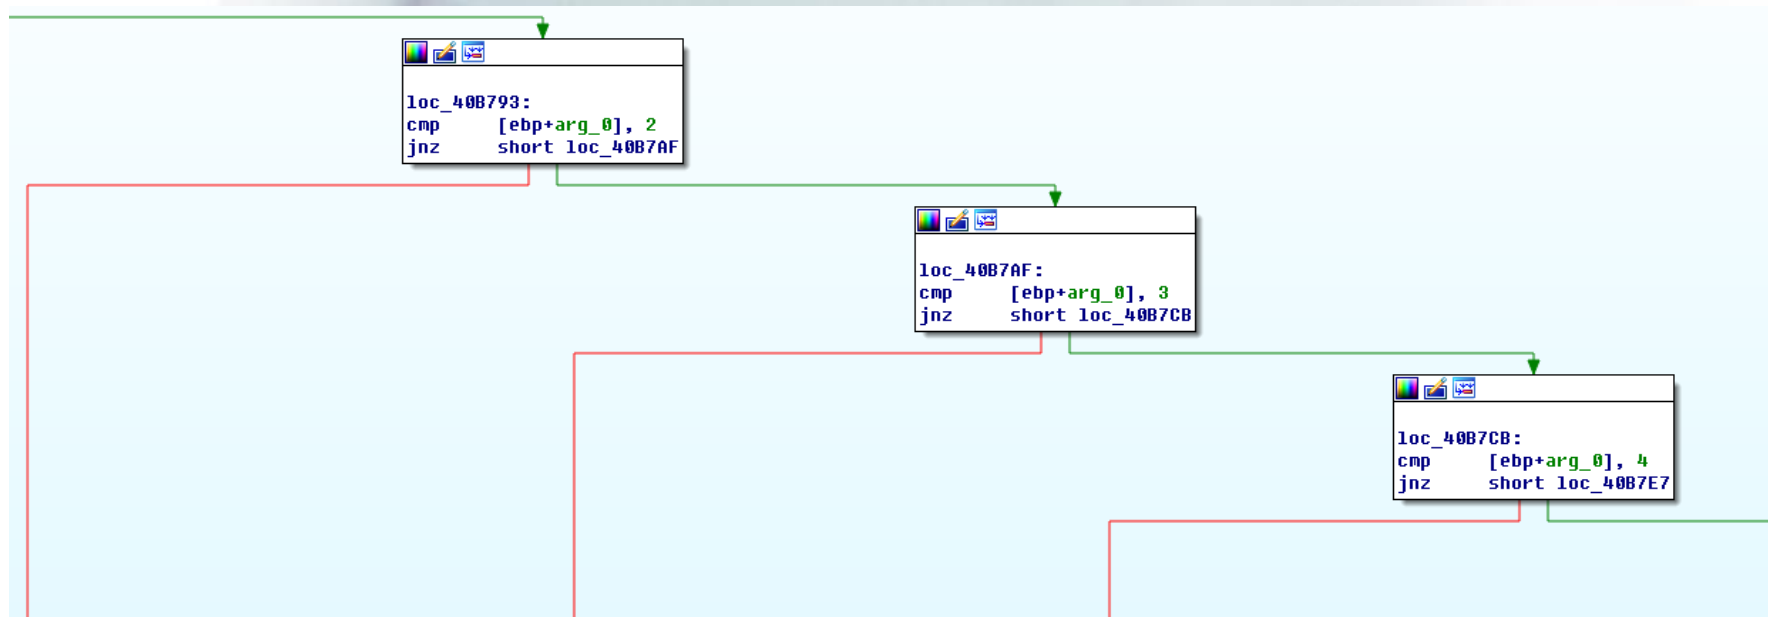 loc_40B793:
cmp [ebp+arg_0], 2
jnz short loc_40B7AF
loc_40B7AF:
cmp [ebp+arg_0], 3
jnz short loc_40B7CB
loc_40B7CB:
cmp [ebp+arg_0], 4
jnz short loc_40B7E7